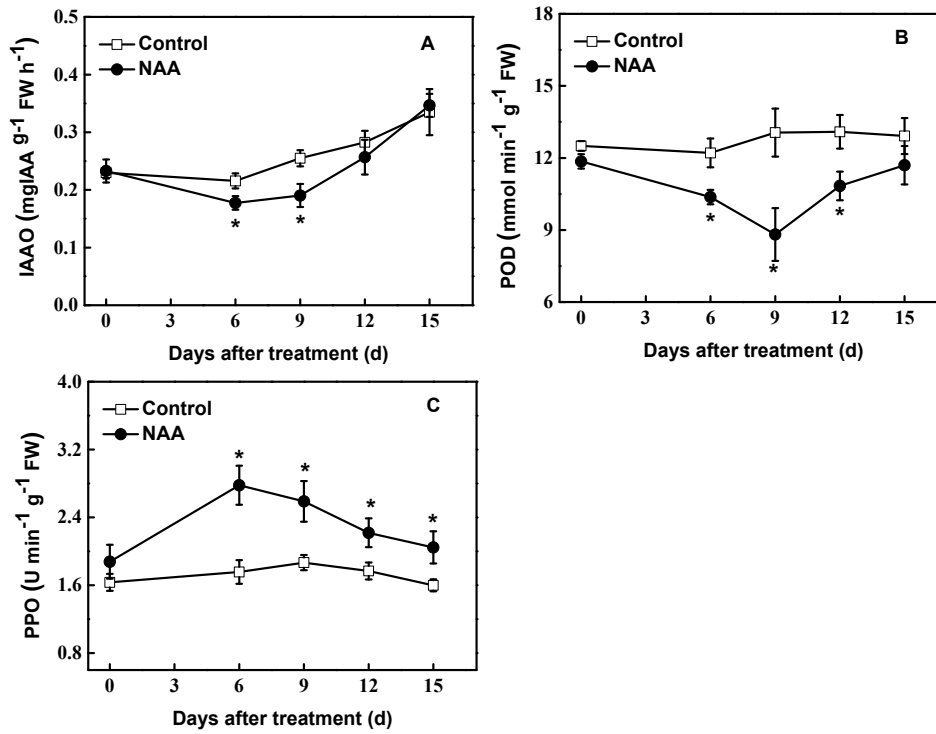 0.5
0.4
0.3
0.2
0.1
0.0
IAAO (mgIAA g-1 FW h-1)
Control
NAA
A
*
*
0 3 6 9 12 15
Days after treatment (d)
18
15
12
9
6
POD (mmol min-1 g-1 FW)
Control
NAA
B
*
*
*
0 3 6 9 12 15
Days after treatment (d)
4.0
3.2
2.4
1.6
0.8
PPO (U min-1 g-1 FW)
Control
NAA
C
*
*
*
*
0 3 6 9 12 15
Days after treatment (d)